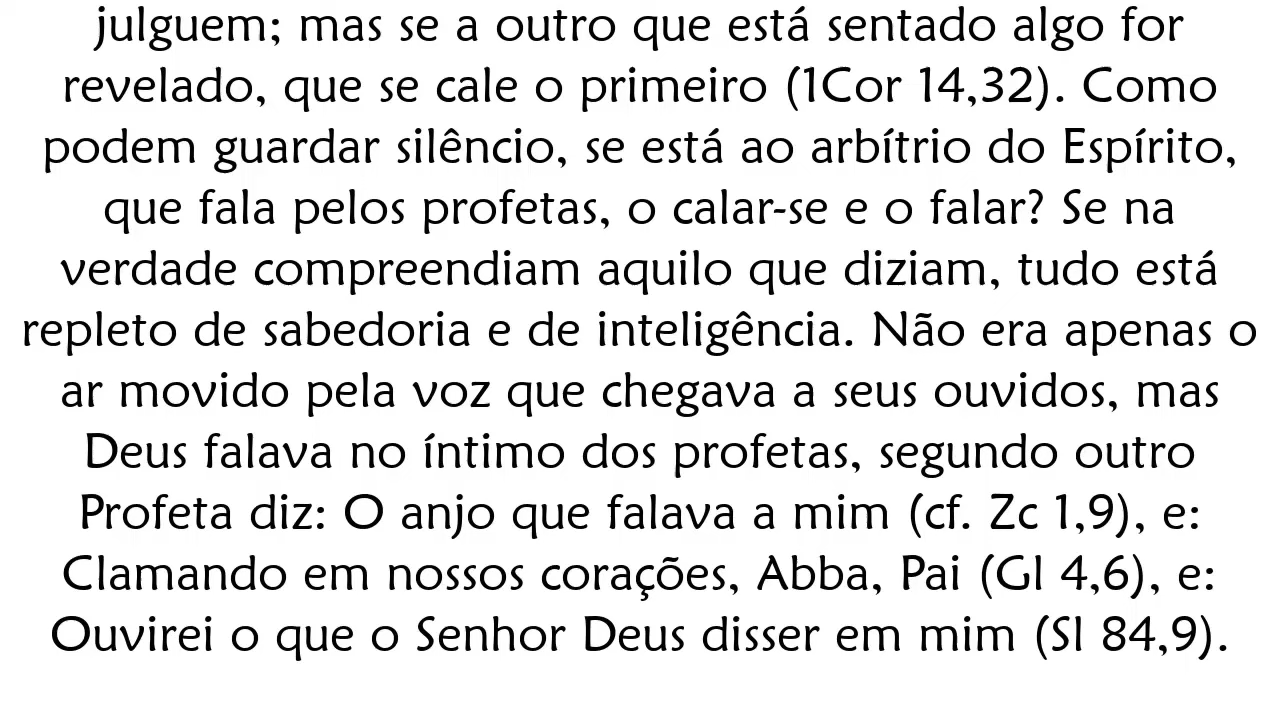 julguem; mas se a outro que está sentado algo for
revelado, que se cale o primeiro (1Cor 14,32). Como
podem guardar silêncio, se está ao arbítrio do Espírito,
que fala pelos profetas, o calar-se e o falar? Se na
verdade compreendiam aquilo que diziam, tudo está
repleto de sabedoria e de inteligência. Não era apenas o
ar movido pela voz que chegava a seus ouvidos, mas
Deus falava no íntimo dos profetas, segundo outro
Profeta diz: O anjo que falava a mim (cf. Zc 1,9), e:
Clamando em nossos corações, Abba, Pai (Gl 4,6), e:
Ouvirei o que o Senhor Deus disser em mim (Sl 84,9).